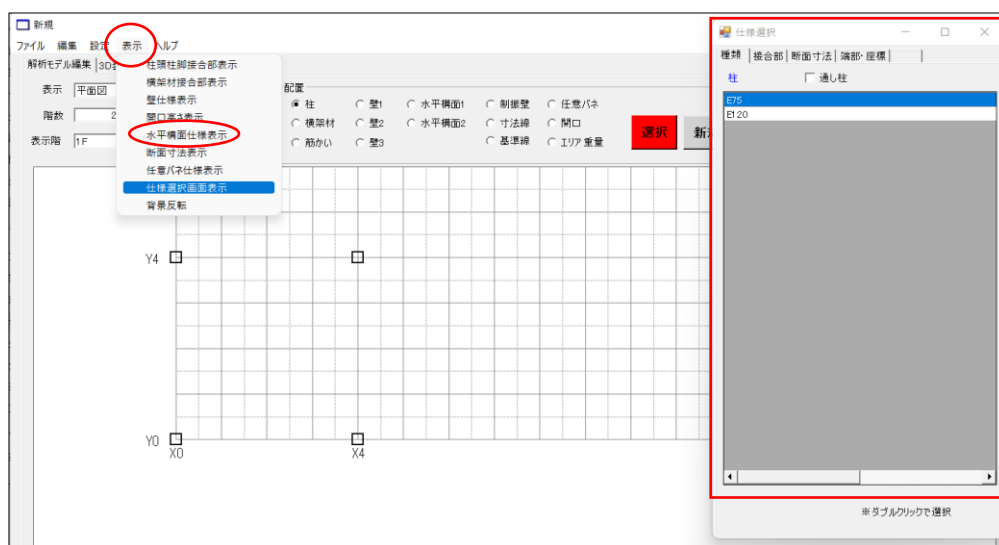 新規
ファイル 編集 設定 表示 ヘルプ
解析モデル編集 3D
表示 平面図
階数 2
表示階 1F
柱頭柱脚接合部表示
横架材接合部表示
壁仕様表示
開口高さ表示
水平構面仕様表示
断面寸法表示
任意バネ仕様表示
仕様選択画面表示
背景反転
配置
柱 壁1 水平構面1 制振壁 任意バネ
横架材 壁2 水平構面2 寸法線 開口
筋かい 壁3 基準線 エリア重量
選択 新
Y4
Y0
X0 X4
仕様選択
種類 接合部 断面寸法 端部・座標
柱 通し柱
E75
E120
※ダブルクリックで選択